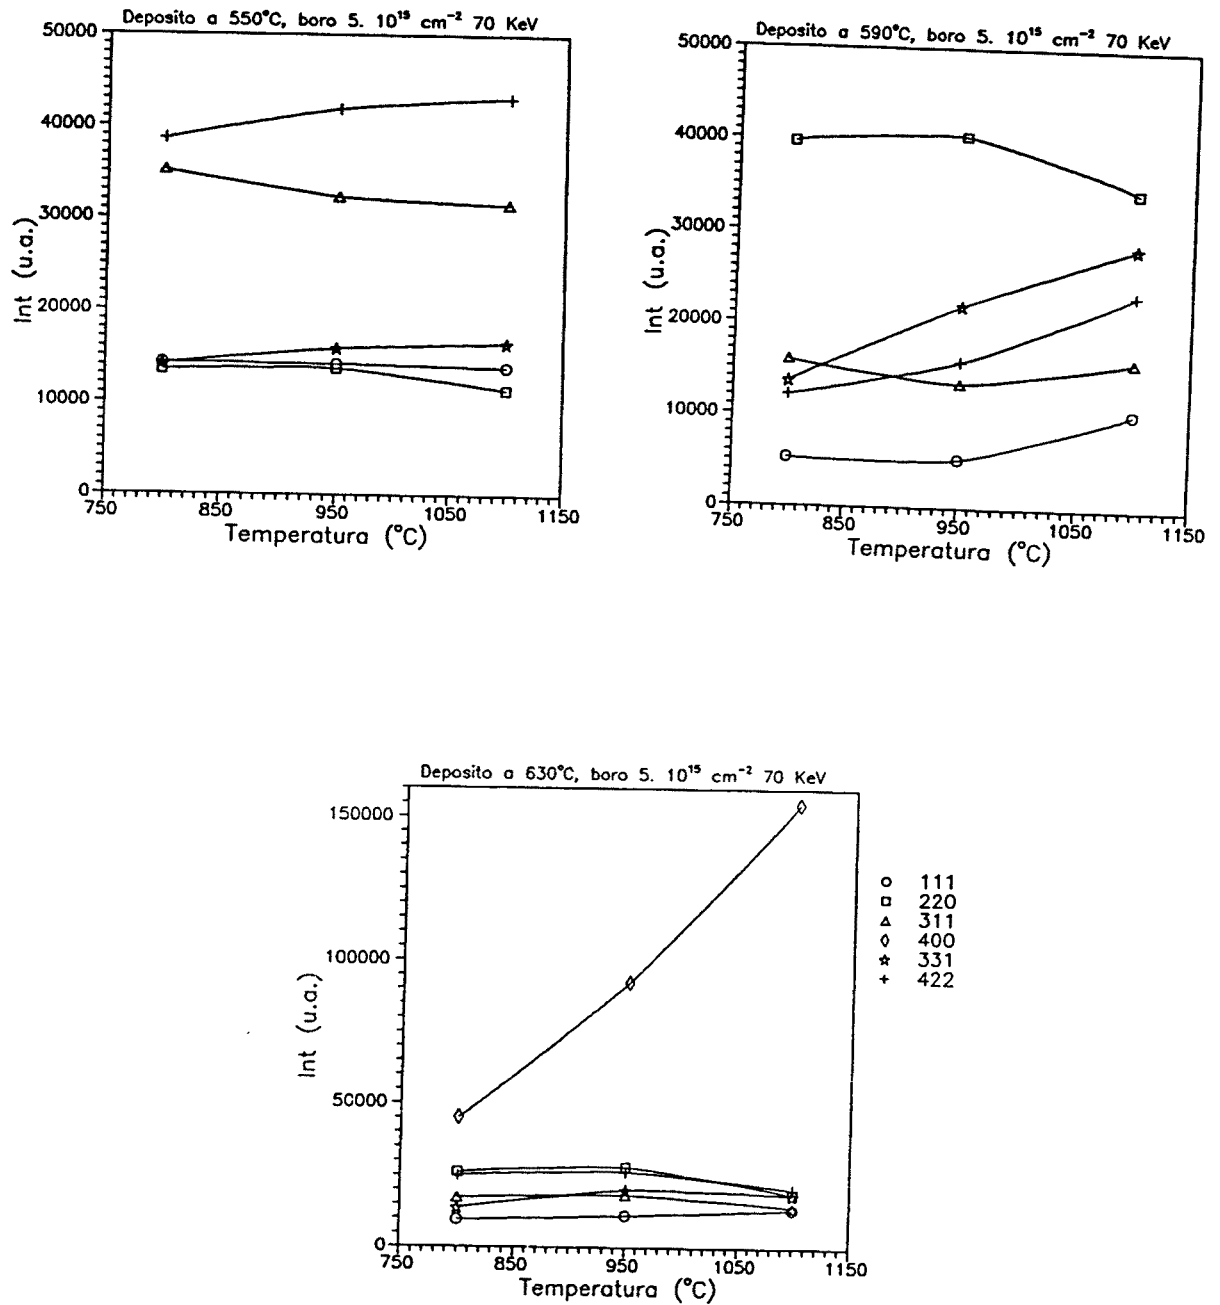 Deposito a 550°C, boro 5. 10¹⁵ cm⁻² 70 KeV
50000
40000
30000
20000
10000
0
Int (u.a.)
750 850 950 1050 1150
Temperatura (°C)
Deposito a 590°C, boro 5. 10¹⁵ cm⁻² 70 KeV
50000
40000
30000
20000
10000
0
Int (u.a.)
750 850 950 1050 1150
Temperatura (°C)
Deposito a 630°C, boro 5. 10¹⁵ cm⁻² 70 KeV
150000
100000
50000
0
Int (u.a.)
750 850 950 1050 1150
Temperatura (°C)
111
220
311
400
331
422